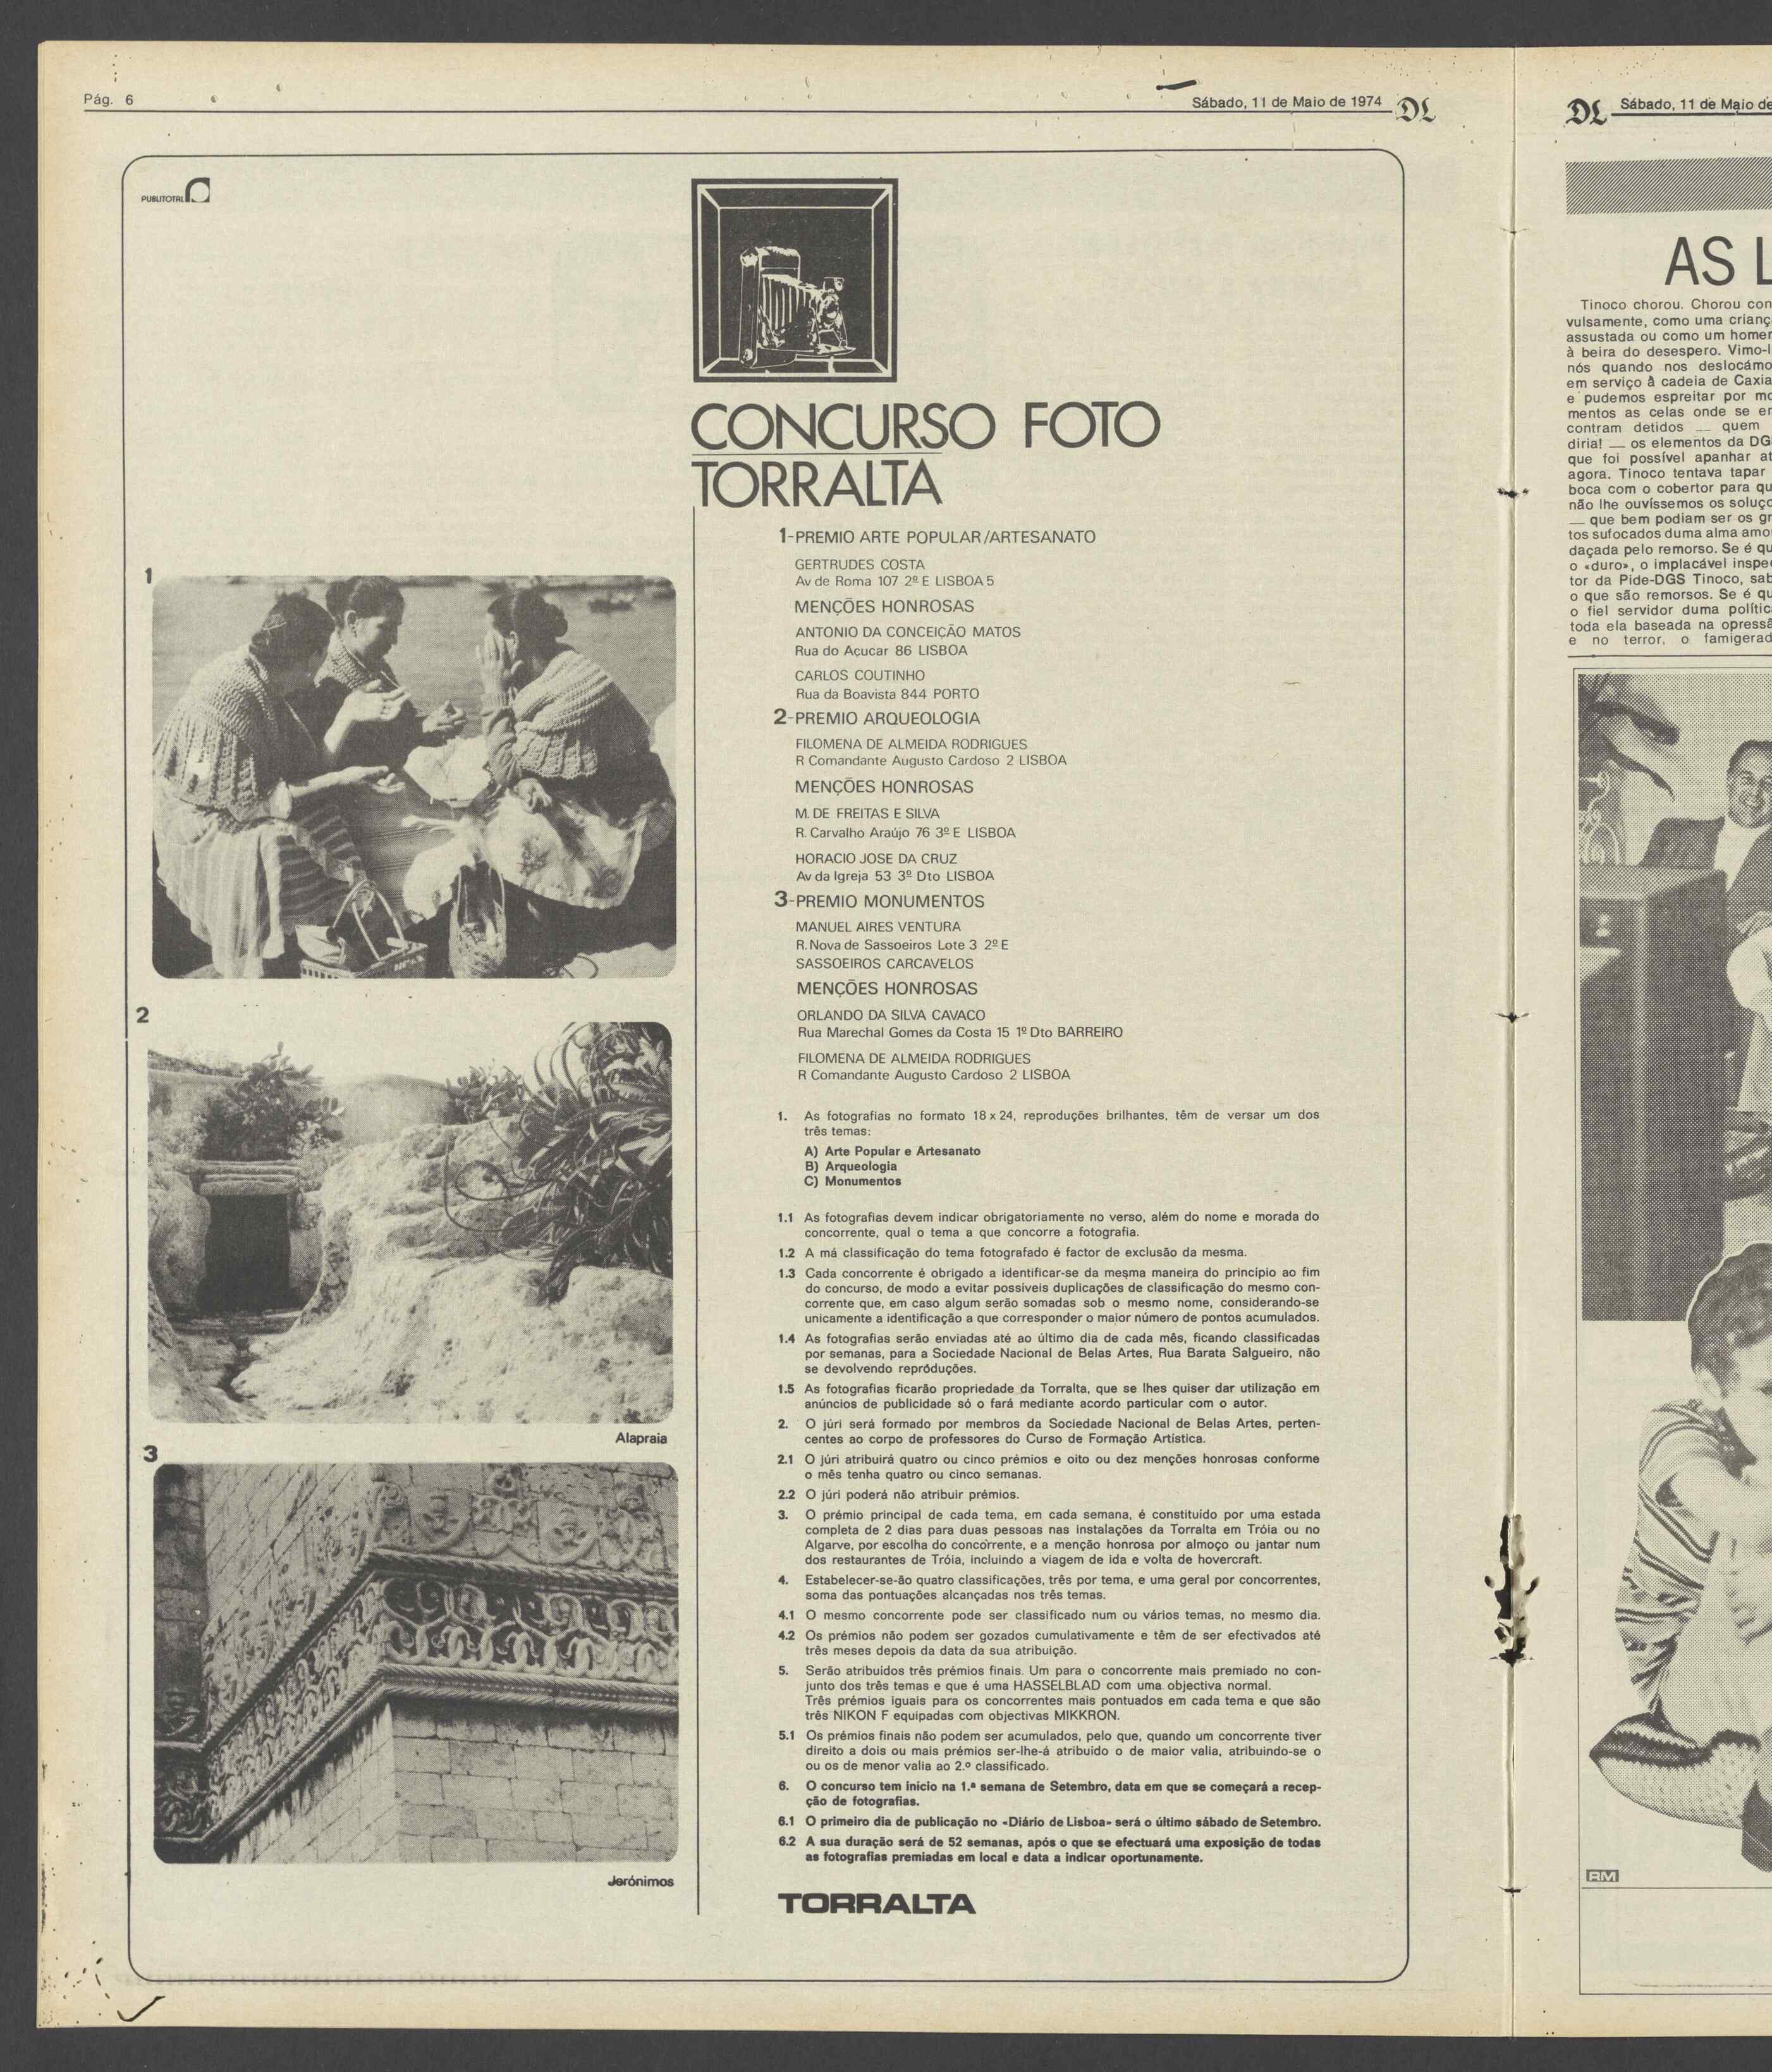 Pág. 6
Sábado, 11 de Maio de 1974
DL
PUBLITOTAL
CONCURSO FOTO
TORRALTA
1-PREMIO ARTE POPULAR/ARTESANATO
GERTRUDES COSTA
Av de Roma 107 2º E LISBOA 5
MENÇÕES HONROSAS
ANTONIO DA CONCEIÇÃO MATOS
Rua do Açucar 86 LISBOA
CARLOS COUTINHO
Rua da Boavista 844 PORTO
2-PREMIO ARQUEOLOGIA
FILOMENA DE ALMEIDA RODRIGUES
R Comandante Augusto Cardoso 2 LISBOA
MENÇÕES HONROSAS
M. DE FREITAS E SILVA
R. Carvalho Araújo 76 3º E LISBOA
HORACIO JOSE DA CRUZ
Av da Igreja 53 3º Dto LISBOA
3-PREMIO MONUMENTOS
MANUEL AIRES VENTURA
R. Nova de Sassoeiros Lote 3 2º E
SASSOEIROS CARCAVELOS
MENÇÕES HONROSAS
ORLANDO DA SILVA CAVACO
Rua Marechal Gomes da Costa 15 1º Dto BARREIRO
FILOMENA DE ALMEIDA RODRIGUES
R Comandante Augusto Cardoso 2 LISBOA
1. As fotografias no formato 18 x 24, reproduções brilhantes, têm de versar um dos
três temas:
A) Arte Popular e Artesanato
B) Arqueologia
C) Monumentos
1.1 As fotografias devem indicar obrigatoriamente no verso, além do nome e morada do
concorrente, qual o tema a que concorre a fotografia.
1.2 A má classificação do tema fotografado é factor de exclusão da mesma.
1.3 Cada concorrente é obrigado a identificar-se da mesma maneira do princípio ao fim
do concurso, de modo a evitar possíveis duplicações de classificação do mesmo con-
corrente que, em caso algum serão somadas sob o mesmo nome, considerando-se
unicamente a identificação a que corresponder o maior número de pontos acumulados.
1.4 As fotografias serão enviadas até ao último dia de cada mês, ficando classificadas
por semanas, para a Sociedade Nacional de Belas Artes, Rua Barata Salgueiro, não
se devolvendo reproduções.
1.5 As fotografias ficarão propriedade da Torralta, que se lhes quiser dar utilização em
anúncios de publicidade só o fará mediante acordo particular com o autor.
2. O júri será formado por membros da Sociedade Nacional de Belas Artes, perten-
centes ao corpo de professores do Curso de Formação Artística.
2.1 O júri atribuirá quatro ou cinco prémios e oito ou dez menções honrosas conforme
o mês tenha quatro ou cinco semanas.
2.2 O júri poderá não atribuir prémios.
3. O prémio principal de cada tema, em cada semana, é constituído por uma estada
completa de 2 dias para duas pessoas nas instalações da Torralta em Tróia ou no
Algarve, por escolha do concorrente, e a menção honrosa por almoço ou jantar num
dos restaurantes de Tróia, incluindo a viagem de ida e volta de hovercraft.
4. Estabelecer-se-ão quatro classificações, três por tema, e uma geral por concorrentes,
soma das pontuações alcançadas nos três temas.
4.1 O mesmo concorrente pode ser classificado num ou vários temas, no mesmo dia.
4.2 Os prémios não podem ser gozados cumulativamente e têm de ser efectivados até
três meses depois da data da sua atribuição.
5. Serão atribuidos três prémios finais. Um para o concorrente mais premiado no con-
junto dos três temas e que é uma HASSELBLAD com uma objectiva normal.
Três prémios iguais para os concorrentes mais pontuados em cada tema e que são
três NIKON F equipadas com objectivas MIKKRON.
5.1 Os prémios finais não podem ser acumulados, pelo que, quando um concorrente tiver
direito a dois ou mais prémios ser-lhe-á atribuido o de maior valia, atribuindo-se o
ou os de menor valia ao 2.º classificado.
6. O concurso tem início na 1.ª semana de Setembro, data em que se começará a recep-
ção de fotografias.
6.1 O primeiro dia de publicação no «Diário de Lisboa» será o último sábado de Setembro.
6.2 A sua duração será de 52 semanas, após o que se efectuará uma exposição de todas
as fotografias premiadas em local e data a indicar oportunamente.
TORRALTA
1
2
Alapraia
3
Jerónimos
DL
Sábado, 11 de Maio de
AS L
Tinoco chorou. Chorou con
vulsamente, como uma crianç
assustada ou como um homem
à beira do desespero. Vimo-l
nós quando nos deslocámo
em serviço à cadeia de Caxia
e pudemos espreitar por mo
mentos as celas onde se en
contram detidos — quem
diria! — os elementos da DG
que foi possível apanhar at
agora. Tinoco tentava tapar
boca com o cobertor para qu
não lhe ouvíssemos os soluço
— que bem podiam ser os gr
tos sufocados duma alma amor
daçada pelo remorso. Se é qu
o «duro», o implacável inspec
tor da Pide-DGS Tinoco, sab
o que são remorsos. Se é qu
o fiel servidor duma polític
toda ela baseada na opressã
e no terror, o famigerad
RM